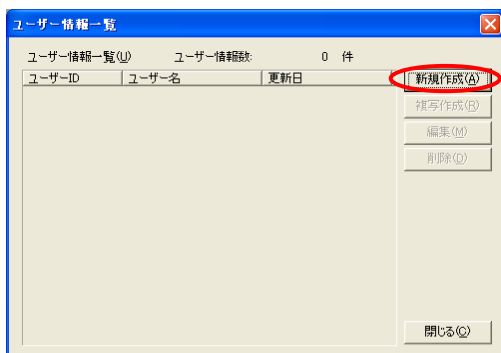 ユーザー情報一覧
ユーザー情報一覧(U) ユーザー情報数: 0 件
ユーザーID ユーザー名 更新日
新規作成(A)
複写作成(R)
編集(M)
削除(D)
閉じる(C)